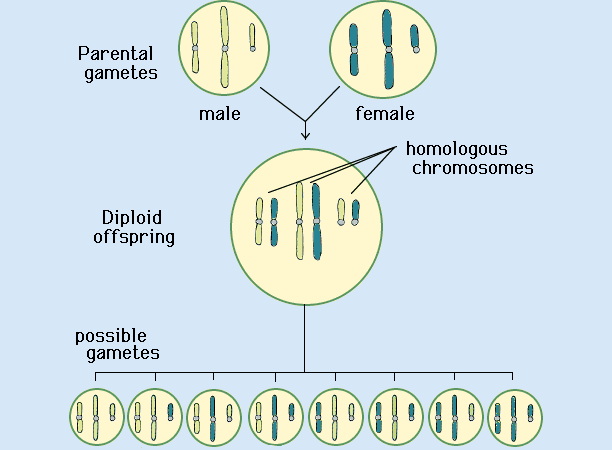 Parental
gametes
male
female
homologous
chromosomes
Diploid
offspring
possible
gametes